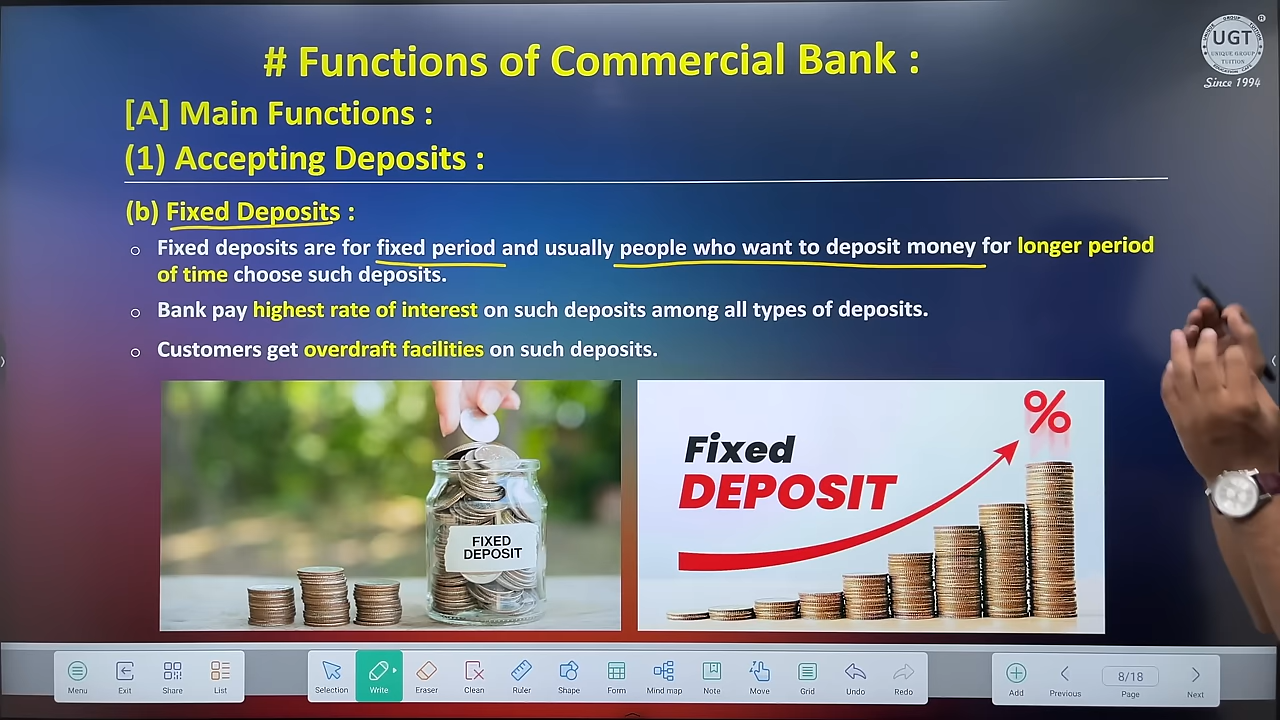 # Functions of Commercial Bank :
[A] Main Functions :
(1) Accepting Deposits :
(b) Fixed Deposits :
Fixed deposits are for fixed period and usually people who want to deposit money for longer period
of time choose such deposits.
Bank pay highest rate of interest on such deposits among all types of deposits.
Customers get overdraft facilities on such deposits.
FIXED
DEPOSIT
Fixed
DEPOSIT
%
UGT
UNIQUE GROUP
TUITION
Since 1994
Menu Exit Share List Selection Write Eraser Clean Ruler Shape Form Mind map Note Move Grid Undo Redo Add Previous 8/18 Page Next